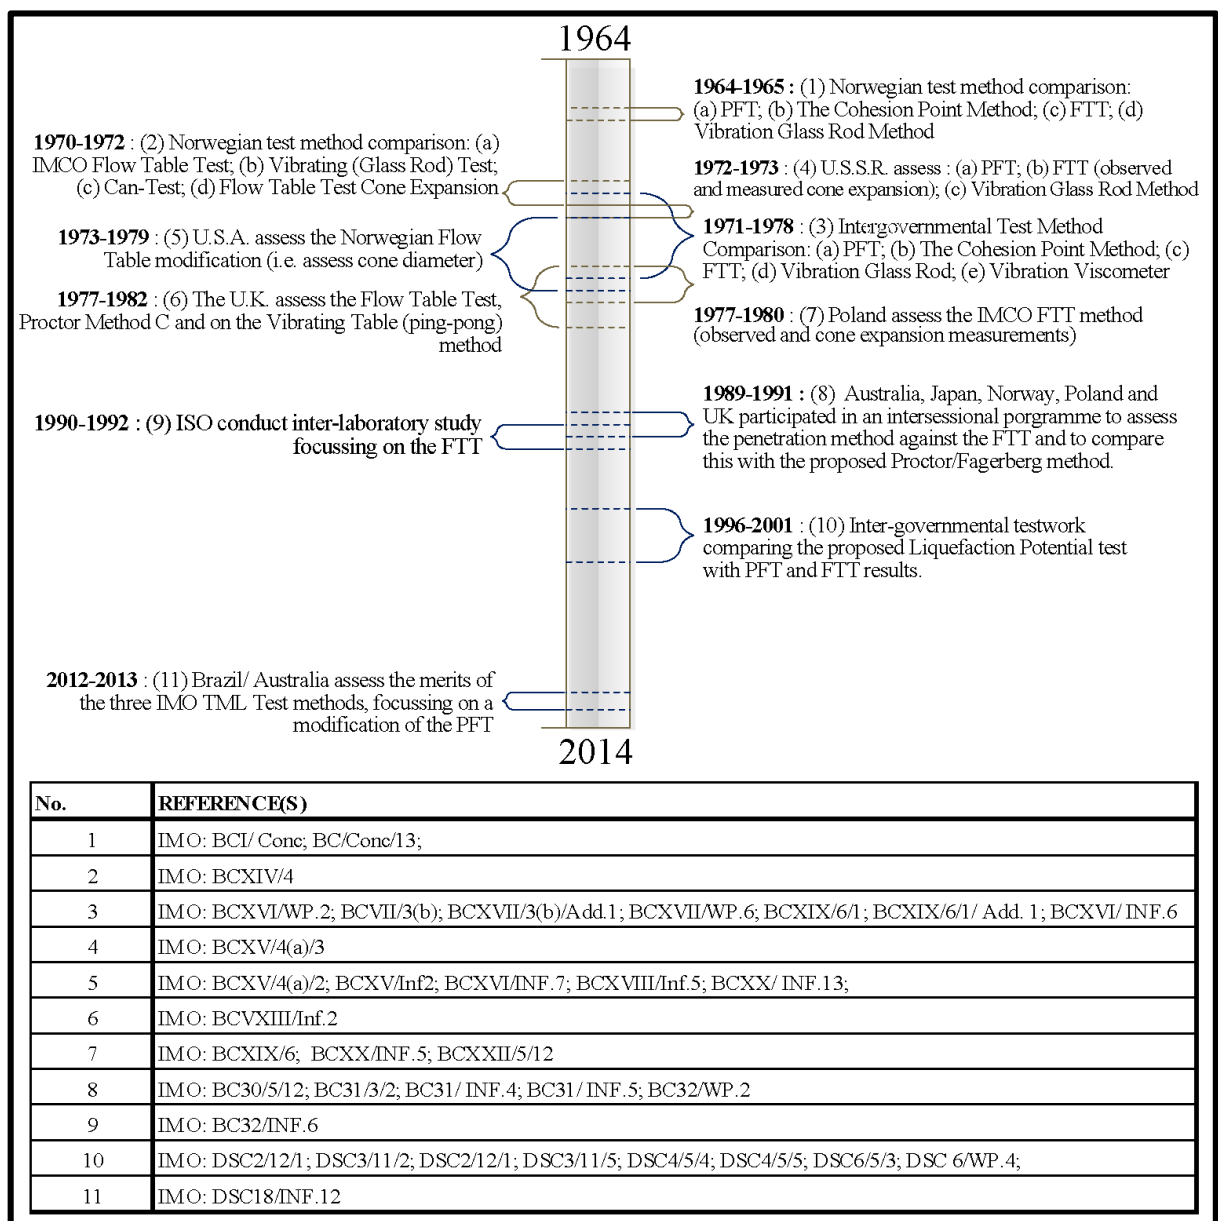 1964
1964-1965 : (1) Norwegian test method comparison:
(a) PFT; (b) The Cohesion Point Method; (c) FTT; (d)
Vibration Glass Rod Method
1970-1972 : (2) Norwegian test method comparison: (a)
IMCO Flow Table Test; (b) Vibrating (Glass Rod) Test;
(c) Can-Test; (d) Flow Table Test Cone Expansion
1972-1973 : (4) U.S.S.R. assess : (a) PFT; (b) FTT (observed
and measured cone expansion); (c) Vibration Glass Rod Method
1973-1979 : (5) U.S.A. assess the Norwegian Flow
Table modification (i.e. assess cone diameter)
1971-1978 : (3) Intergovernmental Test Method
Comparison: (a) PFT; (b) The Cohesion Point Method; (c)
FTT; (d) Vibration Glass Rod; (e) Vibration Viscometer
1977-1982 : (6) The U.K. assess the Flow Table Test,
Proctor Method C and on the Vibrating Table (ping-pong)
method
1977-1980 : (7) Poland assess the IMCO FTT method
(observed and cone expansion measurements)
1989-1991 : (8) Australia, Japan, Norway, Poland and
UK participated in an intersessional porgramme to assess
the penetration method against the FTT and to compare
this with the proposed Proctor/Fagerberg method.
1990-1992 : (9) ISO conduct inter-laboratory study
focussing on the FTT
1996-2001 : (10) Inter-governmental testwork
comparing the proposed Liquefaction Potential test
with PFT and FTT results.
2012-2013 : (11) Brazil/ Australia assess the merits of
the three IMO TML Test methods, focussing on a
modification of the PFT
2014
No. REFERENCE(S)
1 IMO: BCI/ Conc; BC/Conc/13;
2 IMO: BCXIV/4
3 IMO: BCXVI/WP.2; BCVII/3(b); BCXVII/3(b)/Add.1; BCXVII/WP.6; BCXIX/6/1; BCXIX/6/1/ Add. 1; BCXVI/ INF.6
4 IMO: BCXV/4(a)/3
5 IMO: BCXV/4(a)/2; BCXV/Inf2; BCXVI/INF.7; BCXVIII/Inf.5; BCXX/ INF.13;
6 IMO: BCVXIII/Inf.2
7 IMO: BCXIX/6; BCXX/INF.5; BCXXII/5/12
8 IMO: BC30/5/12; BC31/3/2; BC31/ INF.4; BC31/ INF.5; BC32/WP.2
9 IMO: BC32/INF.6
10 IMO: DSC2/12/1; DSC3/11/2; DSC2/12/1; DSC3/11/5; DSC4/5/4; DSC4/5/5; DSC6/5/3; DSC 6/WP.4;
11 IMO: DSC18/INF.12